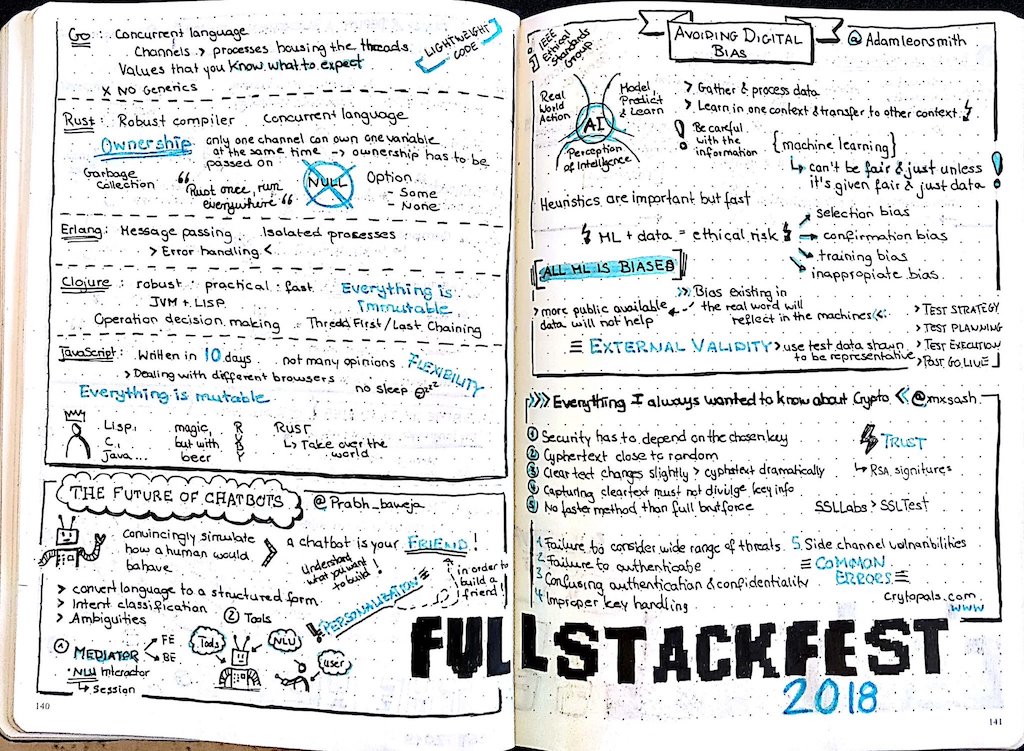 Go: Concurrent language
Channels > processes housing the threads
Values that you know what to expect
x No Generics
LIGHTWEIGHT
CODE
Rust: Robust compiler Concurrent language
Ownership only one channel can own one variable
at the same time -> ownership has to be
passed on
Garbage
collection
"Rust once, run
everywhere"
NULL
Option
- Some
- None
Erlang: Message passing Isolated processes
> Error handling <
Clojure: robust practical fast
JVM + LISP
Everything is
immutable
Operation decision making Thread First/Last Chaining
JavaScript: Written in 10 days not many opinions
FLEXIBILITY
> Dealing with different browsers
no sleep zzz
Everything is mutable
Lisp,
C,
Java...
magic,
but with
beer
R
U
B
Y
RUST
↳ Take over the
world
THE FUTURE OF CHATBOTS
@Prabh_baweja
Convincingly simulate
how a human would
bahave
a chatbot is your FRIEND!
> convert language to a structured form
> Intent classification
> Ambiguities
Understand
what you want
to build!
PERSONALIZATION
in order to
build a
friend!
① MEDIATOR
FE
BE
NLU Interactor
↳ Session
② Tools
Tools
NLU
user
140
IEEE
Ethical
Standards
Group
AVOIDING DIGITAL
BIAS
@Adamleonsmith
Real
World
Action
Model,
Predict
& Learn
AI
Perception
of Intelligence
> Gather & process data
> Learn in one context & transfer to other context
! Be careful
with the
information
{machine learning}
↳ can't be fair & just unless
it's given fair & just data!
Heuristics are important but fast
ML + data = ethical risk
selection bias
confirmation bias
training bias
inappropiate bias
ALL ML IS BIASED
>> Bias existing in
the real word will
reflect in the machines <<
> more public available
data will not help
≡ EXTERNAL VALIDITY > use test data shown
to be representative
> TEST STRATEGY
> TEST PLANNING
> TEST EXECUTION
> POST GO LIVE
>>> Everything I always wanted to know about Crypto << @mxsash
① Security has to depend on the chosen key
② Cyphertext close to random
③ Clear text changes slightly > cyphetext dramatically
④ Capturing cleartext must not divulge key info
⑤ No faster method than full butforce
TRUST
↳ RSA signitures
SSLLabs > SSLTest
1. Failure to consider wide range of threats
2. Failure to authenticate
3. Confusing authentication & confidentiality
4. Improper key handling
5. Side channel vulnaribilities
≡ COMMON
ERRORS ≡
crytopals.com
www
FULLSTACKFEST
2018
141